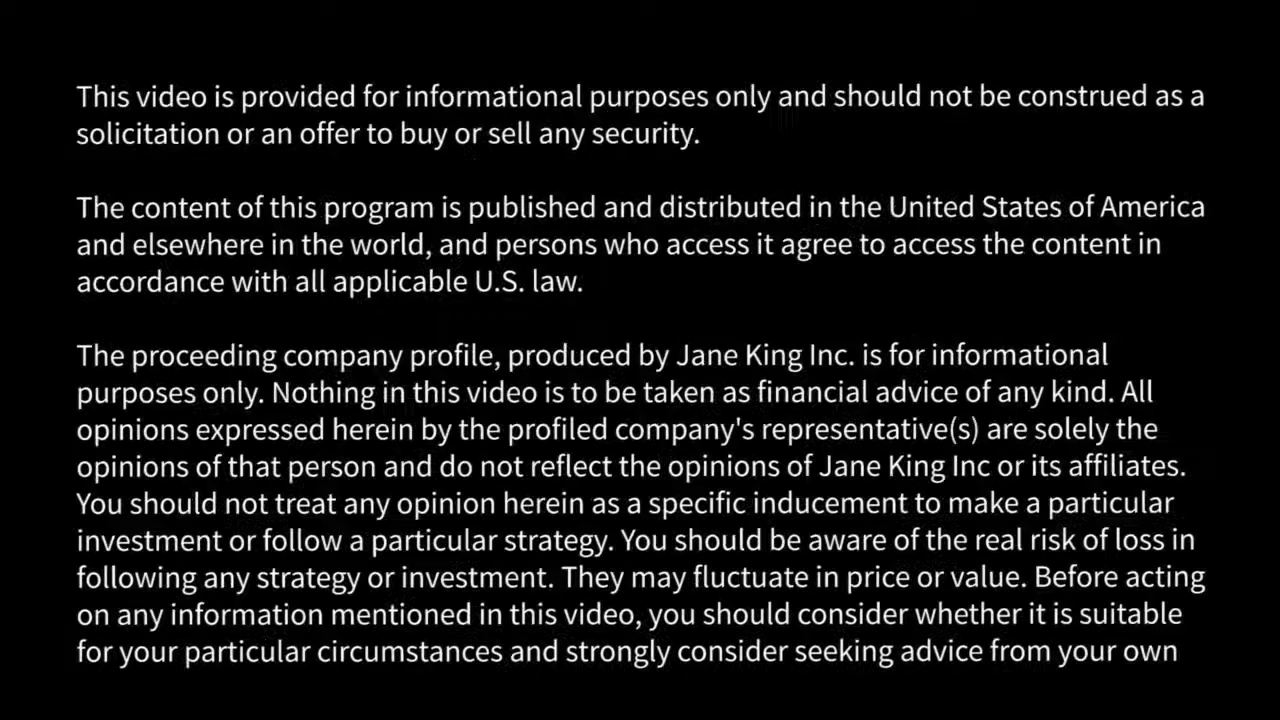 This video is provided for informational purposes only and should not be construed as a
solicitation or an offer to buy or sell any security.
The content of this program is published and distributed in the United States of America
and elsewhere in the world, and persons who access it agree to access the content in
accordance with all applicable U.S. law.
The proceeding company profile, produced by Jane King Inc. is for informational
purposes only. Nothing in this video is to be taken as financial advice of any kind. All
opinions expressed herein by the profiled company's representative(s) are solely the
opinions of that person and do not reflect the opinions of Jane King Inc or its affiliates.
You should not treat any opinion herein as a specific inducement to make a particular
investment or follow a particular strategy. You should be aware of the real risk of loss in
following any strategy or investment. They may fluctuate in price or value. Before acting
on any information mentioned in this video, you should consider whether it is suitable
for your particular circumstances and strongly consider seeking advice from your own